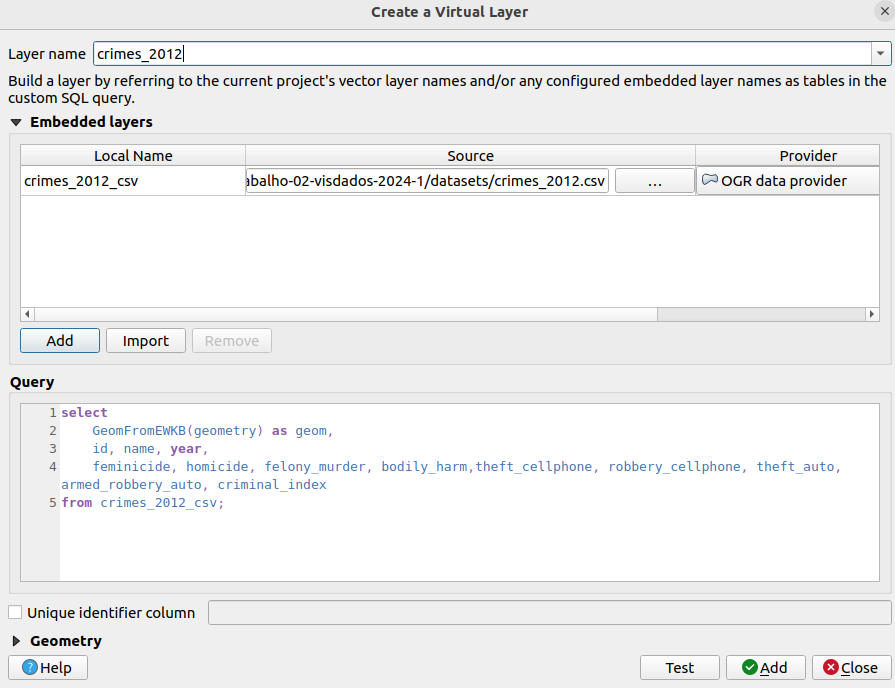 Create a Virtual Layer
Layer name crimes_2012
Build a layer by referring to the current project's vector layer names and/or any configured embedded layer names as tables in the
custom SQL query.
Embedded layers
Local Name Source Provider
crimes_2012_csv abalho-02-visdados-2024-1/datasets/crimes_2012.csv ... OGR data provider
Add Import Remove
Query
1 select
2 GeomFromEWKB(geometry) as geom,
3 id, name, year,
4 feminicide, homicide, felony_murder, bodily_harm,theft_cellphone, robbery_cellphone, theft_auto,
armed_robbery_auto, criminal_index
5 from crimes_2012_csv;
Unique identifier column
Geometry
Help Test Add Close